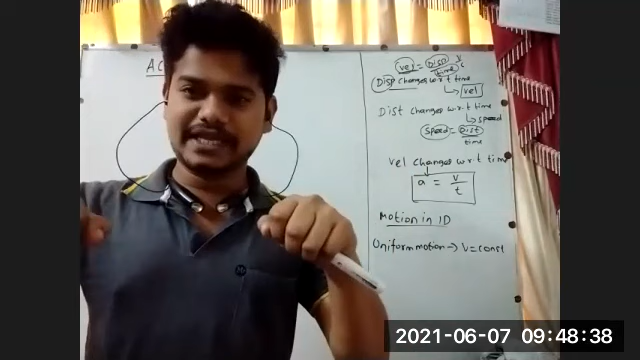 AC
vel = Disp / time
Disp changes w r t time
vel
Dist changes w.r.t time
speed
speed = Dist / time
vel changes w r t time
a = v / t
Motion in 1D
Uniform motion → V = const
2021-06-07 09:48:38